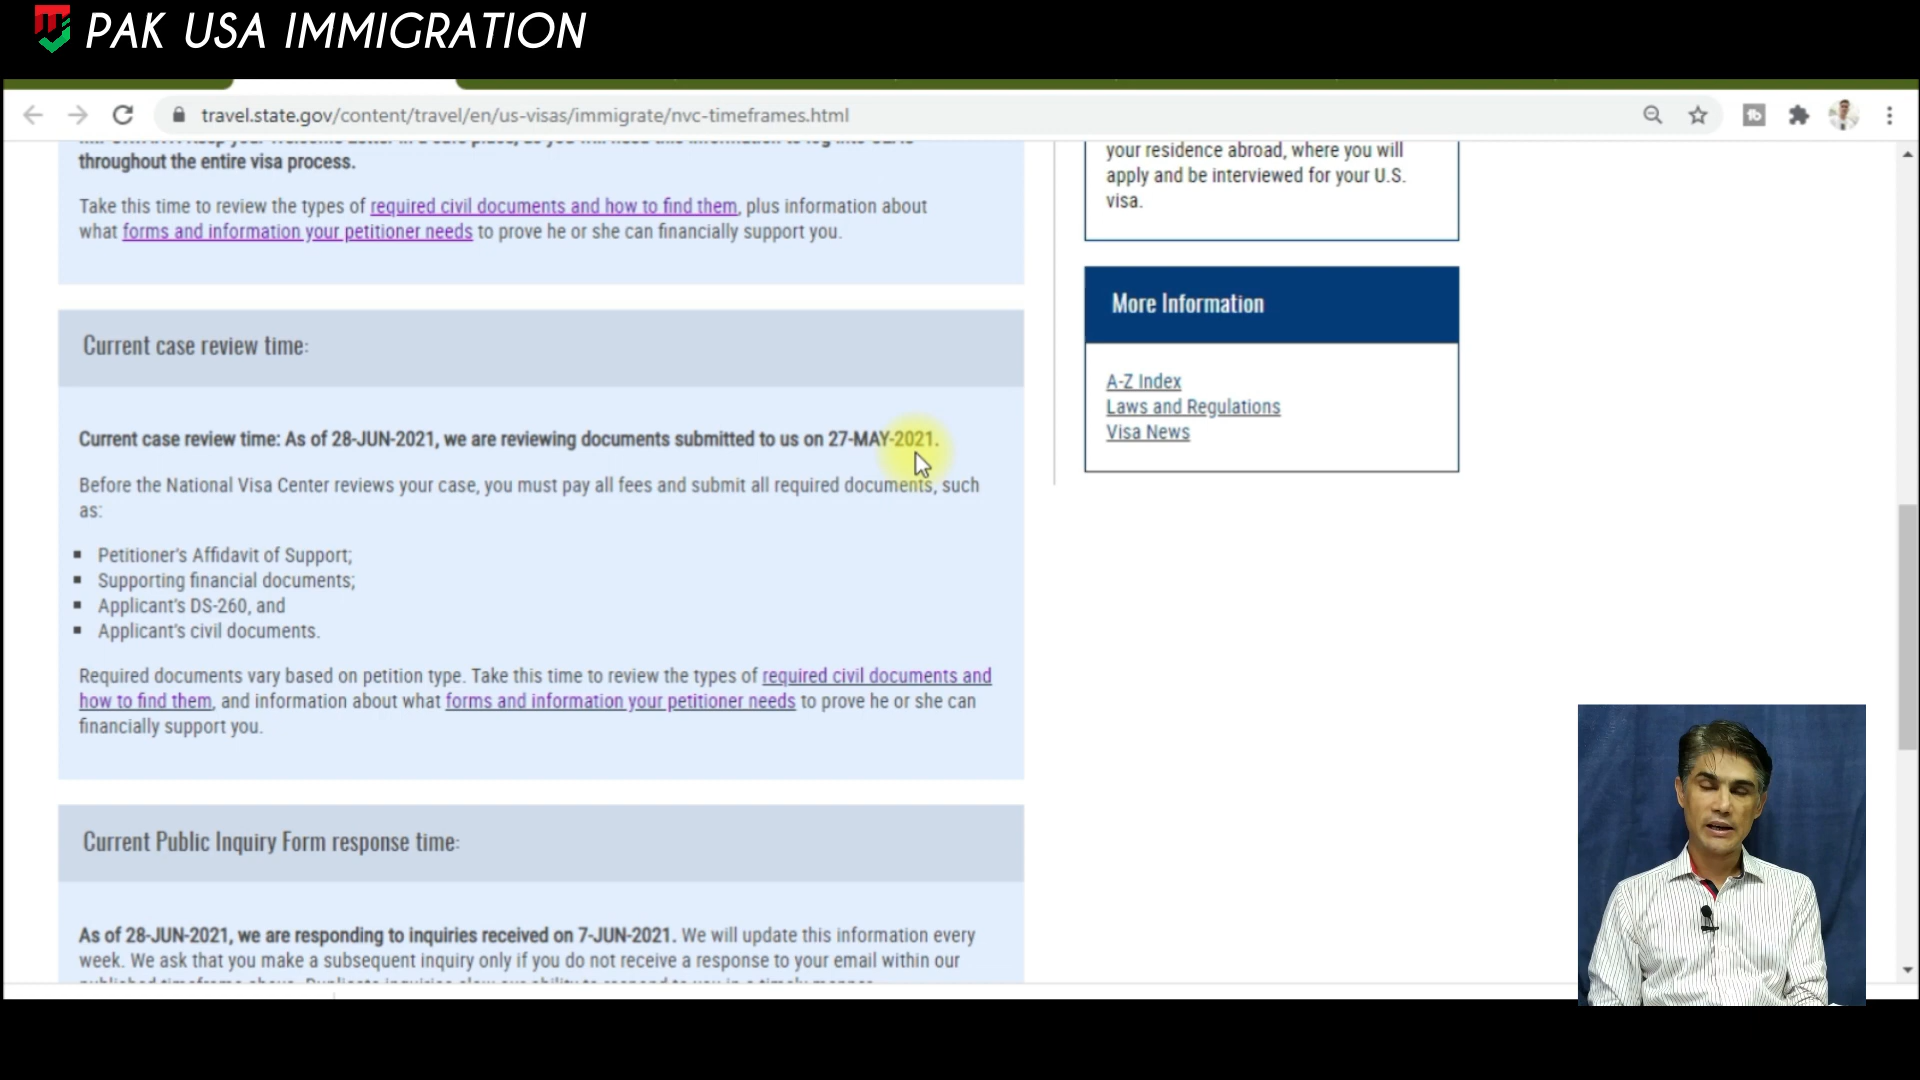 PAK USA IMMIGRATION
travel.state.gov/content/travel/en/us-visas/immigrate/nvc-timeframes.html
throughout the entire visa process.
Take this time to review the types of required civil documents and how to find them, plus information about
what forms and information your petitioner needs to prove he or she can financially support you.
Current case review time:
Current case review time: As of 28-JUN-2021, we are reviewing documents submitted to us on 27-MAY-2021.
Before the National Visa Center reviews your case, you must pay all fees and submit all required documents, such
as:
▪ Petitioner's Affidavit of Support;
▪ Supporting financial documents;
▪ Applicant's DS-260, and
▪ Applicant's civil documents.
Required documents vary based on petition type. Take this time to review the types of required civil documents and
how to find them, and information about what forms and information your petitioner needs to prove he or she can
financially support you.
Current Public Inquiry Form response time:
As of 28-JUN-2021, we are responding to inquiries received on 7-JUN-2021. We will update this information every
week. We ask that you make a subsequent inquiry only if you do not receive a response to your email within our
your residence abroad, where you will
apply and be interviewed for your U.S.
visa.
More Information
A-Z Index
Laws and Regulations
Visa News